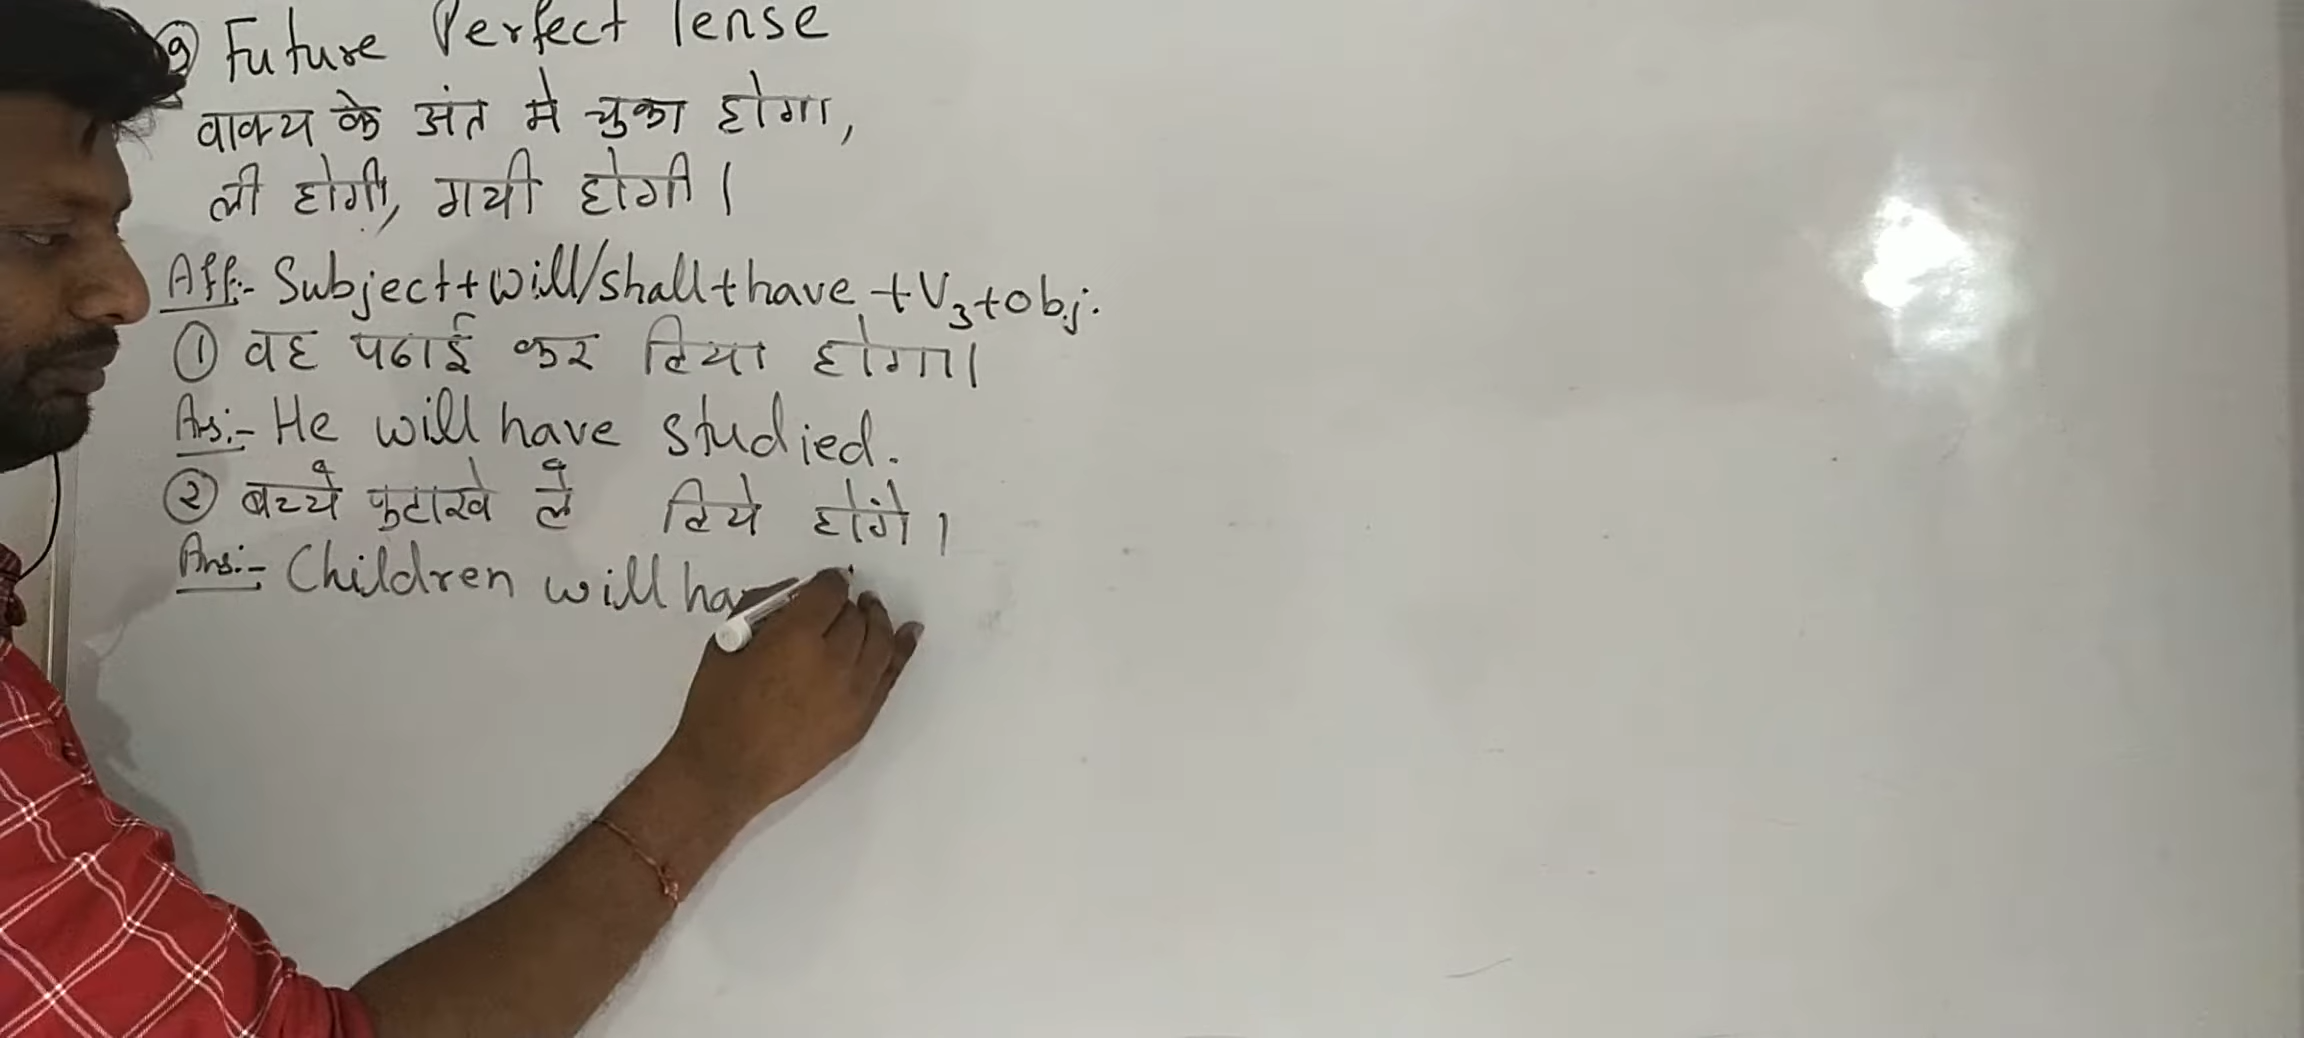 9 Future Perfect Tense
वाक्य के अंत मे चुका होगा,
ली होगी, गयी होगी।
Aff:- Subject+will/shall+have+V3+obj.
① वह पढाई कर लिया होगा।
Ans:- He will have studied.
② बच्चे फुटाखे ले लिये होंगे।
Ans:- Children will ha